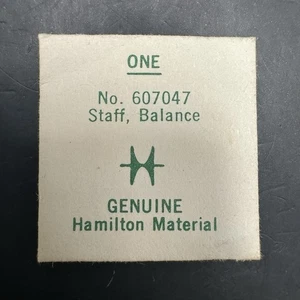 ONE
No. 607047
Staff, Balance
GENUINE
Hamilton Material